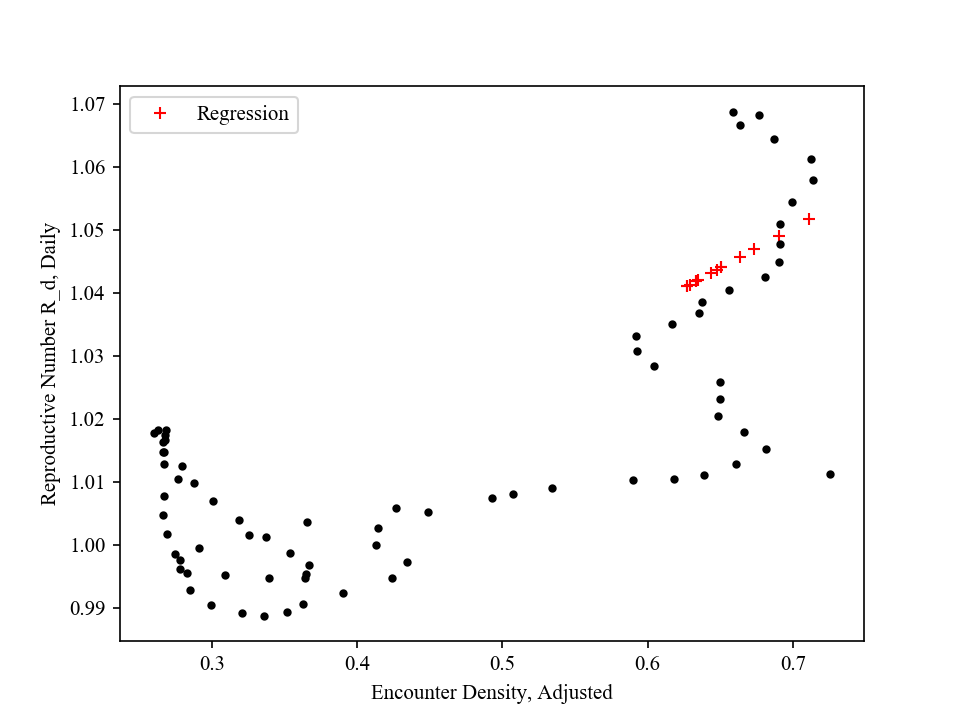 Regression
1.07
1.06
1.05
1.04
1.03
1.02
1.01
1.00
0.99
Reproductive Number R_d, Daily
0.3 0.4 0.5 0.6 0.7
Encounter Density, Adjusted